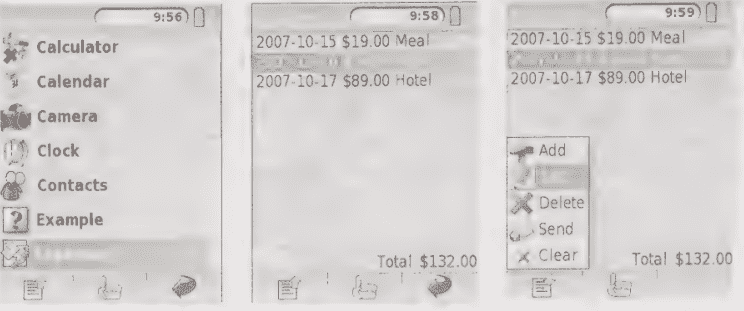 9:56
Calculator
Calendar
Camera
Clock
Contacts
Example
9:58
2007-10-15 $19.00 Meal
2007-10-17 $89.00 Hotel
Total $132.00
9:59
2007-10-15 $19.00 Meal
2007-10-17 $89.00 Hotel
Add
Delete
Send
Clear
Total $132.00